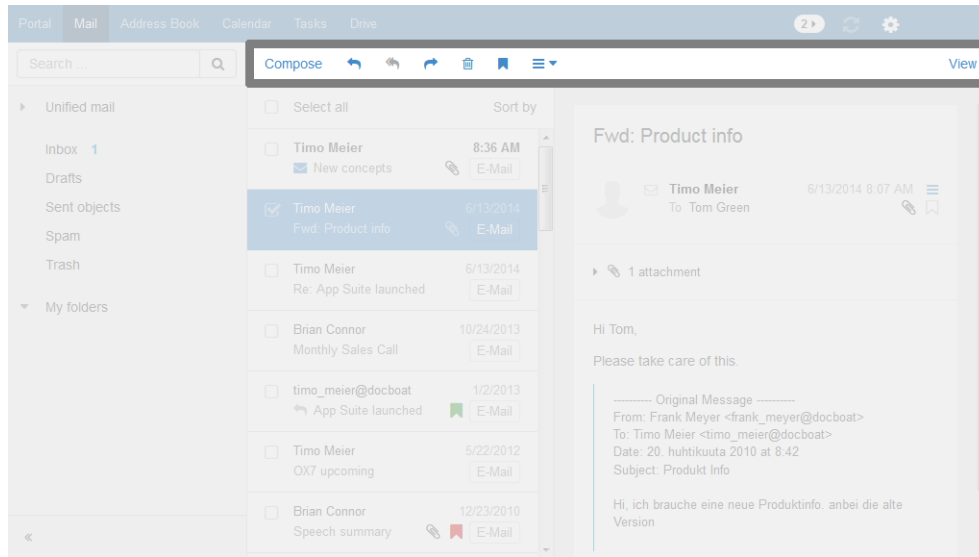 Portal Mail Address Book Calendar Tasks Drive 2
Search ...
Compose View
Unified mail
Inbox 1
Drafts
Sent objects
Spam
Trash
My folders
Select all Sort by
Timo Meier 8:36 AM
New concepts E-Mail
Timo Meier 6/13/2014
Fwd: Product info E-Mail
Timo Meier 6/13/2014
Re: App Suite launched E-Mail
Brian Connor 10/24/2013
Monthly Sales Call E-Mail
timo_meier@docboat 1/2/2013
App Suite launched E-Mail
Timo Meier 5/22/2012
OX7 upcoming E-Mail
Brian Connor 12/23/2010
Speech summary E-Mail
Fwd: Product info
Timo Meier 6/13/2014 8:07 AM
To Tom Green
1 attachment
Hi Tom,
Please take care of this.
---------- Original Message ----------
From: Frank Meyer <frank_meyer@docboat>
To: Timo Meier <timo_meier@docboat>
Date: 20. huhtikuuta 2010 at 8:42
Subject: Produkt Info
Hi, ich brauche eine neue Produktinfo. anbei die alte
Version